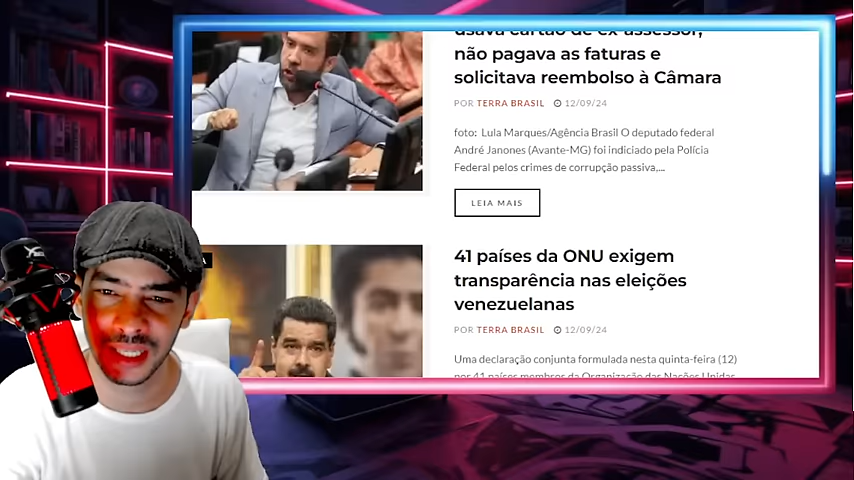 usava cartão de ex-assessor,
não pagava as faturas e
solicitava reembolso à Câmara
POR TERRA BRASIL 12/09/24
foto: Lula Marques/Agência Brasil O deputado federal
André Janones (Avante-MG) foi indiciado pela Polícia
Federal pelos crimes de corrupção passiva,...
LEIA MAIS
41 países da ONU exigem
transparência nas eleições
venezuelanas
POR TERRA BRASIL 12/09/24
Uma declaração conjunta formulada nesta quinta-feira (12)
por 41 países membros da Organização das Nações Unidas